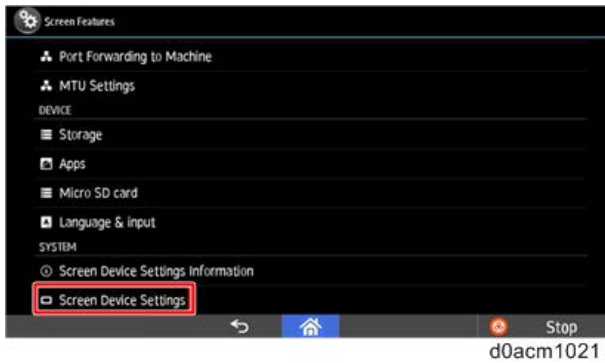 Screen Features
Port Forwarding to Machine
MTU Settings
DEVICE
Storage
Apps
Micro SD card
Language & input
SYSTEM
Screen Device Settings Information
Screen Device Settings
Stop
d0acm1021